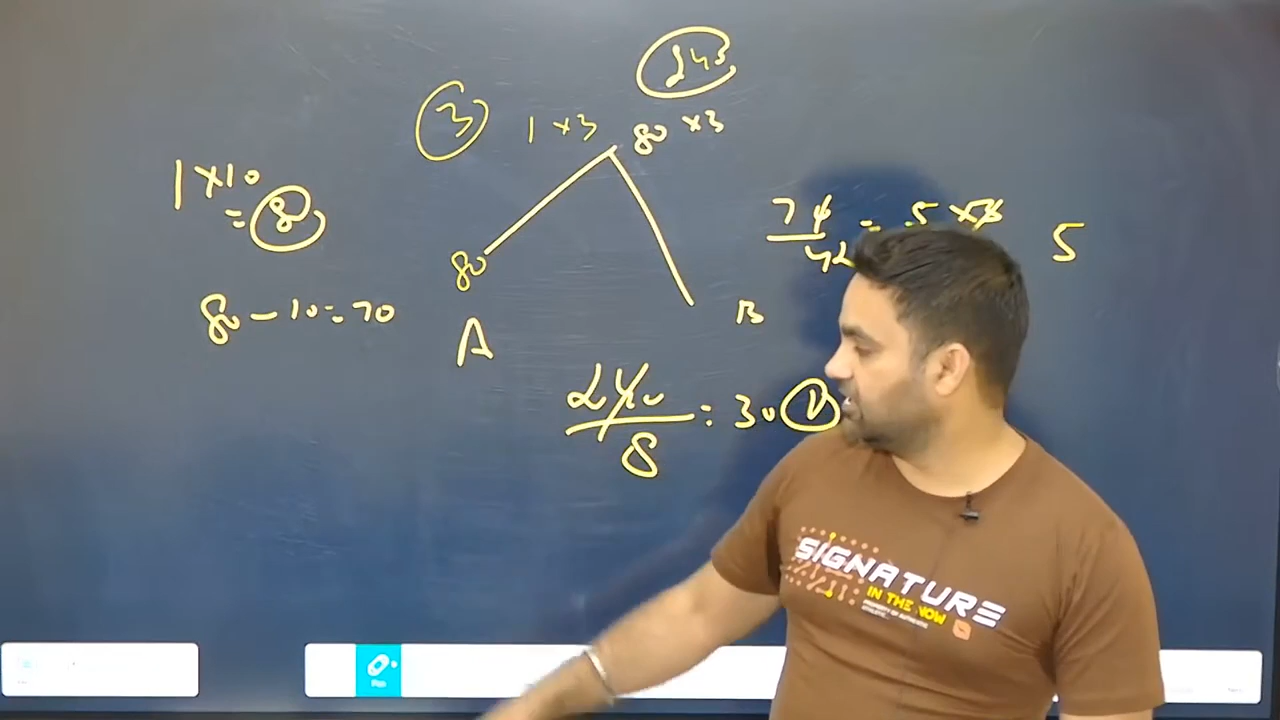 243
3
1 × 3
80 × 3
1 × 10
= 80
80
80 - 10 = 70
A
B
5
240
8
= 30
SIGNATURE
IN THE NOW